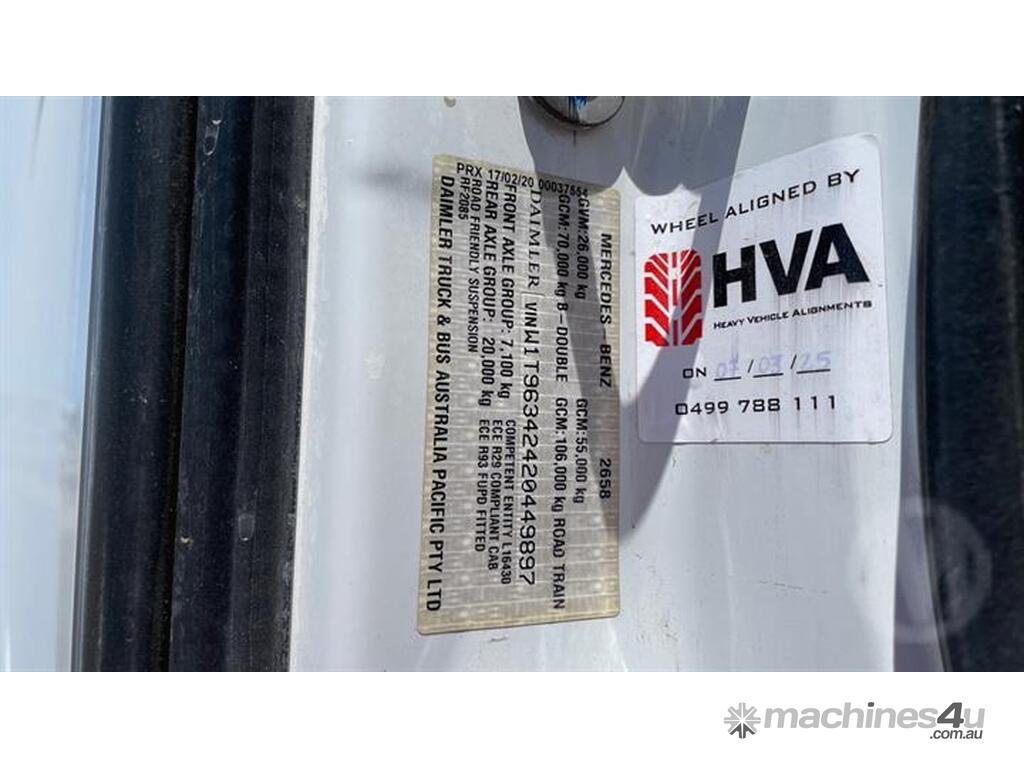 MERCEDES-BENZ 2658
GVM:26,000 kg GCM:55,000 kg
GCM:70,000 kg B-DOUBLE GCM:106,000 kg ROAD TRAIN
DAIMLER VNW1T96342420449897
FRONT AXLE GROUP: 7,100 kg COMPETENT ENTITY L16430
REAR AXLE GROUP: 20,000 kg ECE R29 COMPLIANT CAB
ROAD FRIENDLY SUSPENSION ECE R93 FUPD FITTED
RF2085
DAIMLER TRUCK & BUS AUSTRALIA PACIFIC PTY LTD
PRX 17/02/20 00037554
WHEEL ALIGNED BY
HVA
HEAVY VEHICLE ALIGNMENTS
ON 07/03/25
0499 788 111
machines4u
.com.au